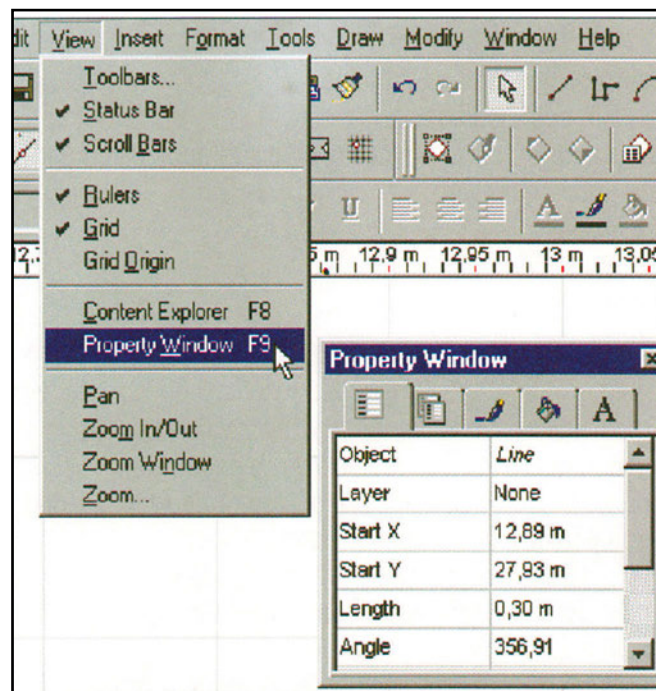 dit View Insert Format Tools Draw Modify Window Help
Toolbars...
Status Bar
Scroll Bars
Rulers
Grid
Grid Origin
Content Explorer F8
Property Window F9
Pan
Zoom In/Out
Zoom Window
Zoom...
U A
m 12,9 m 12,95 m 13 m 13,05
Property Window
A
Object Line
Layer None
Start X 12,89 m
Start Y 27,93 m
Length 0,30 m
Angle 356,91